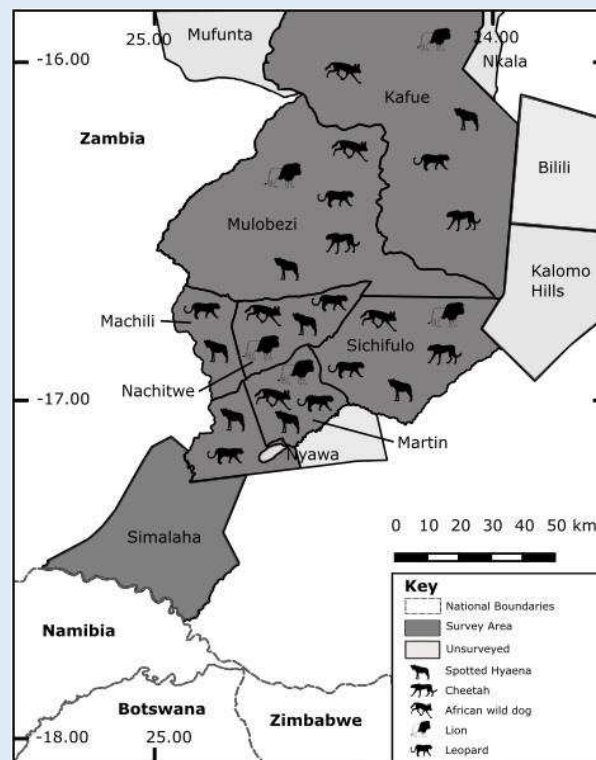 25.00
24.00
-16.00
Mufunta
Nkala
Kafue
Zambia
Bilili
Mulobezi
Kalomo
Hills
Machili
Sichifulo
Nachitwe
-17.00
Martin
Nyawa
Simalaha
0 10 20 30 40 50 km
Key
National Boundaries
Survey Area
Unsurveyed
Spotted Hyaena
Cheetah
African wild dog
Lion
Leopard
Namibia
Botswana
Zimbabwe
-18.00
25.00